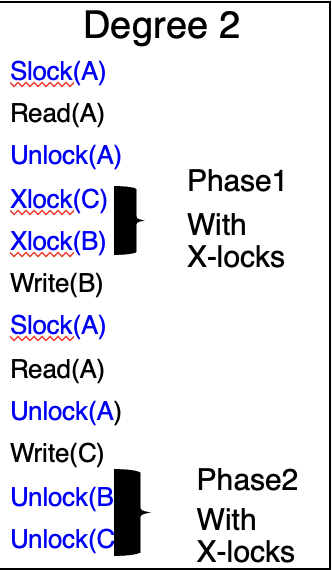 Degree 2
Slock(A)
Read(A)
Unlock(A)
Xlock(C)
Xlock(B)
Phase1
With
X-locks
Write(B)
Slock(A)
Read(A)
Unlock(A)
Write(C)
Unlock(B
Unlock(C
Phase2
With
X-locks